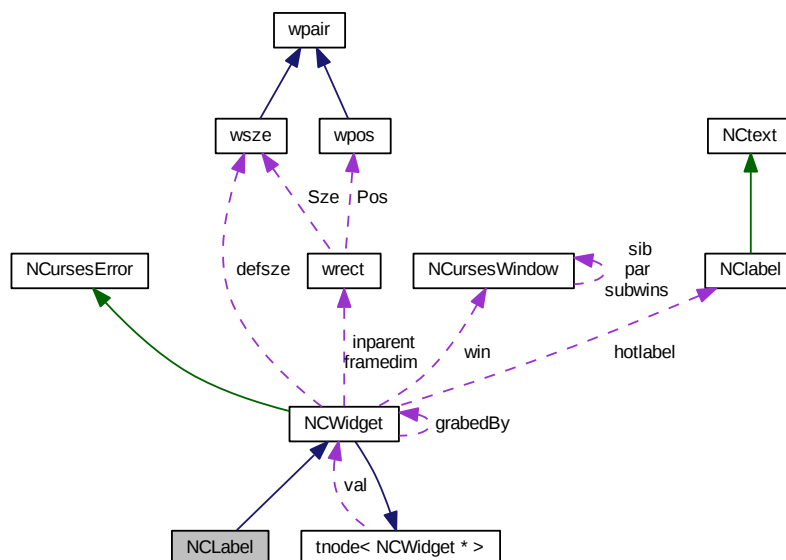 wpair
wsze
wpos
NCtext
Sze
Pos
NCursesError
defsze
wrect
NCursesWindow
sib
par
subwins
NClabel
inparent
framedim
win
hotlabel
NCWidget
grabedBy
val
NCLabel
tnode< NCWidget * >